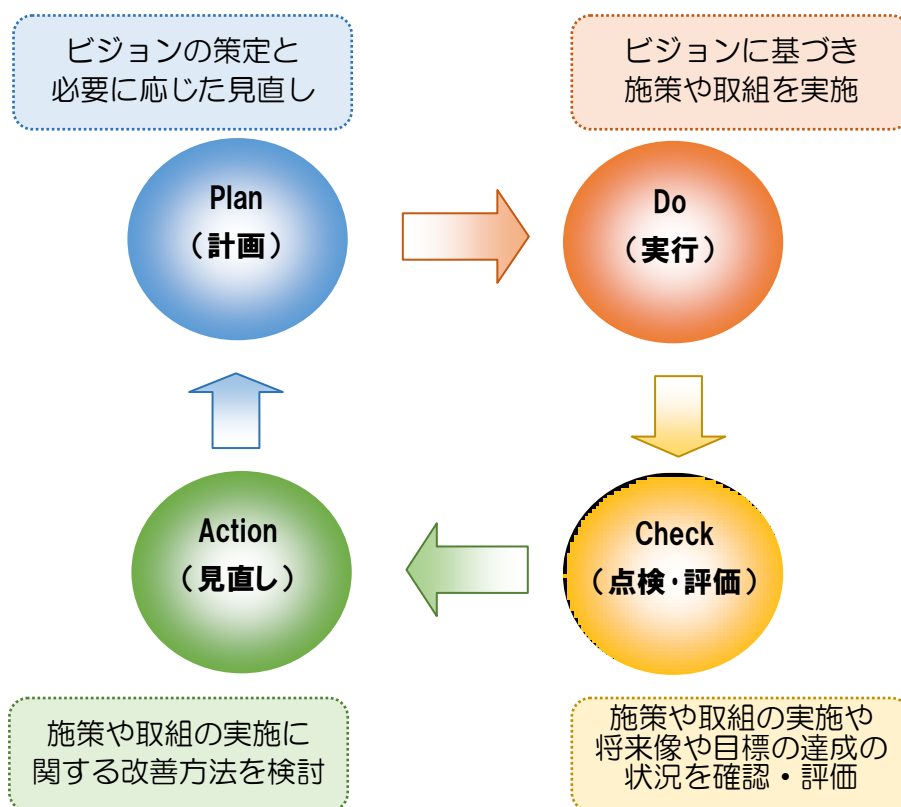 ビジョンの策定と
必要に応じた見直し
ビジョンに基づき
施策や取組を実施
Plan
（計画）
Do
（実行）
Action
（見直し）
Check
（点検・評価）
施策や取組の実施に
関する改善方法を検討
施策や取組の実施や
将来像や目標の達成の
状況を確認・評価